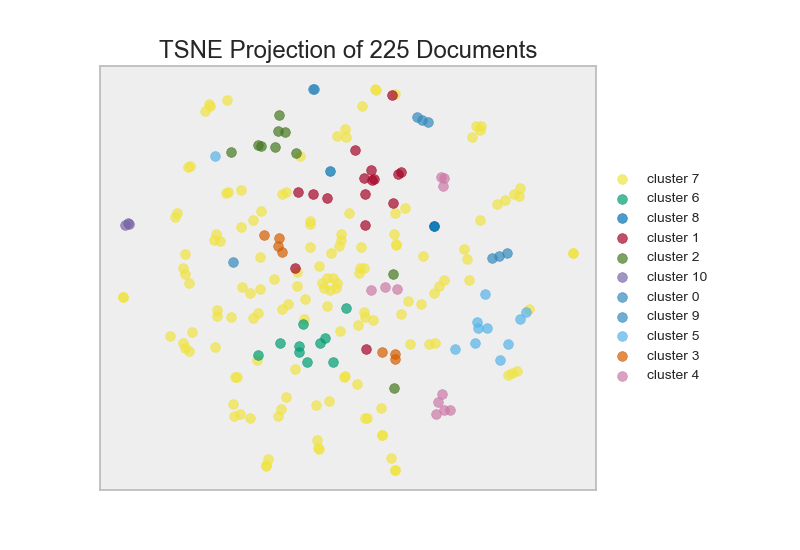 TSNE Projection of 225 Documents
cluster 7
cluster 6
cluster 8
cluster 1
cluster 2
cluster 10
cluster 0
cluster 9
cluster 5
cluster 3
cluster 4